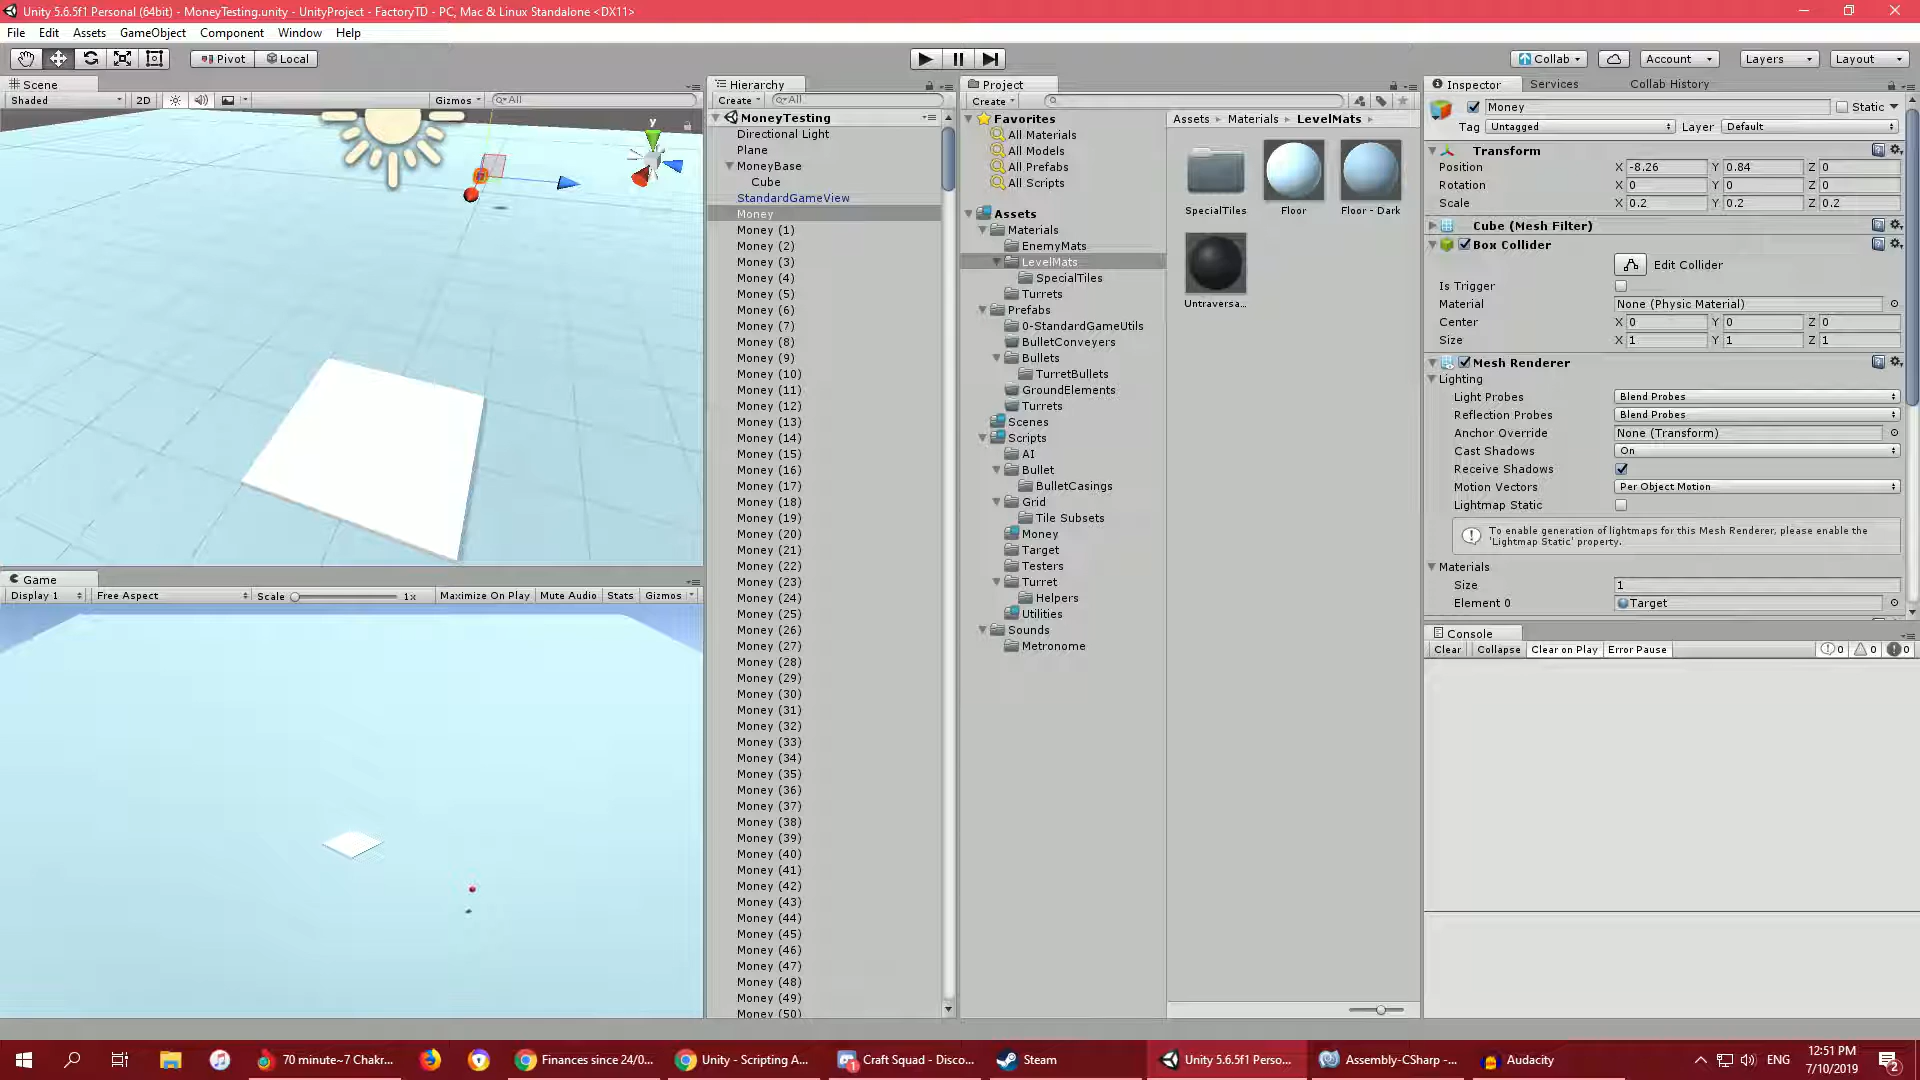 Unity 5.6.5f1 Personal (64bit) - MoneyTesting.unity - UnityProject - FactoryTD - PC, Mac & Linux Standalone <DX11>
File Edit Assets GameObject Component Window Help
Pivot Local
Collab Account Layers Layout
Scene
Shaded 2D Gizmos All
y
Game
Display 1 Free Aspect Scale 1x Maximize On Play Mute Audio Stats Gizmos
Hierarchy
Create All
MoneyTesting
Directional Light
Plane
MoneyBase
Cube
StandardGameView
Money
Money (1)
Money (2)
Money (3)
Money (4)
Money (5)
Money (6)
Money (7)
Money (8)
Money (9)
Money (10)
Money (11)
Money (12)
Money (13)
Money (14)
Money (15)
Money (16)
Money (17)
Money (18)
Money (19)
Money (20)
Money (21)
Money (22)
Money (23)
Money (24)
Money (25)
Money (26)
Money (27)
Money (28)
Money (29)
Money (30)
Money (31)
Money (32)
Money (33)
Money (34)
Money (35)
Money (36)
Money (37)
Money (38)
Money (39)
Money (40)
Money (41)
Money (42)
Money (43)
Money (44)
Money (45)
Money (46)
Money (47)
Money (48)
Money (49)
Money (50)
Project
Create
Favorites
All Materials
All Models
All Prefabs
All Scripts
Assets
Materials
EnemyMats
LevelMats
SpecialTiles
Turrets
Prefabs
0-StandardGameUtils
BulletConveyers
Bullets
TurretBullets
GroundElements
Turrets
Scenes
Scripts
AI
Bullet
BulletCasings
Grid
Tile Subsets
Money
Target
Testers
Turret
Helpers
Utilities
Sounds
Metronome
Assets Materials LevelMats
SpecialTiles Floor Floor - Dark
Untraversa...
Inspector Services Collab History
Money Static
Tag Untagged Layer Default
Transform
Position X -8.26 Y 0.84 Z 0
Rotation X 0 Y 0 Z 0
Scale X 0.2 Y 0.2 Z 0.2
Cube (Mesh Filter)
Box Collider
Edit Collider
Is Trigger
Material None (Physic Material)
Center X 0 Y 0 Z 0
Size X 1 Y 1 Z 1
Mesh Renderer
Lighting
Light Probes Blend Probes
Reflection Probes Blend Probes
Anchor Override None (Transform)
Cast Shadows On
Receive Shadows
Motion Vectors Per Object Motion
Lightmap Static
To enable generation of lightmaps for this Mesh Renderer, please enable the
'Lightmap Static' property.
Materials
Size 1
Element 0 Target
Console
Clear Collapse Clear on Play Error Pause 0 0 0
70 minute~7 Chakr... Finances since 24/0... Unity - Scripting A... Craft Squad - Disco... Steam Unity 5.6.5f1 Perso... Assembly-CSharp -... Audacity
ENG
12:51 PM
7/10/2019
2